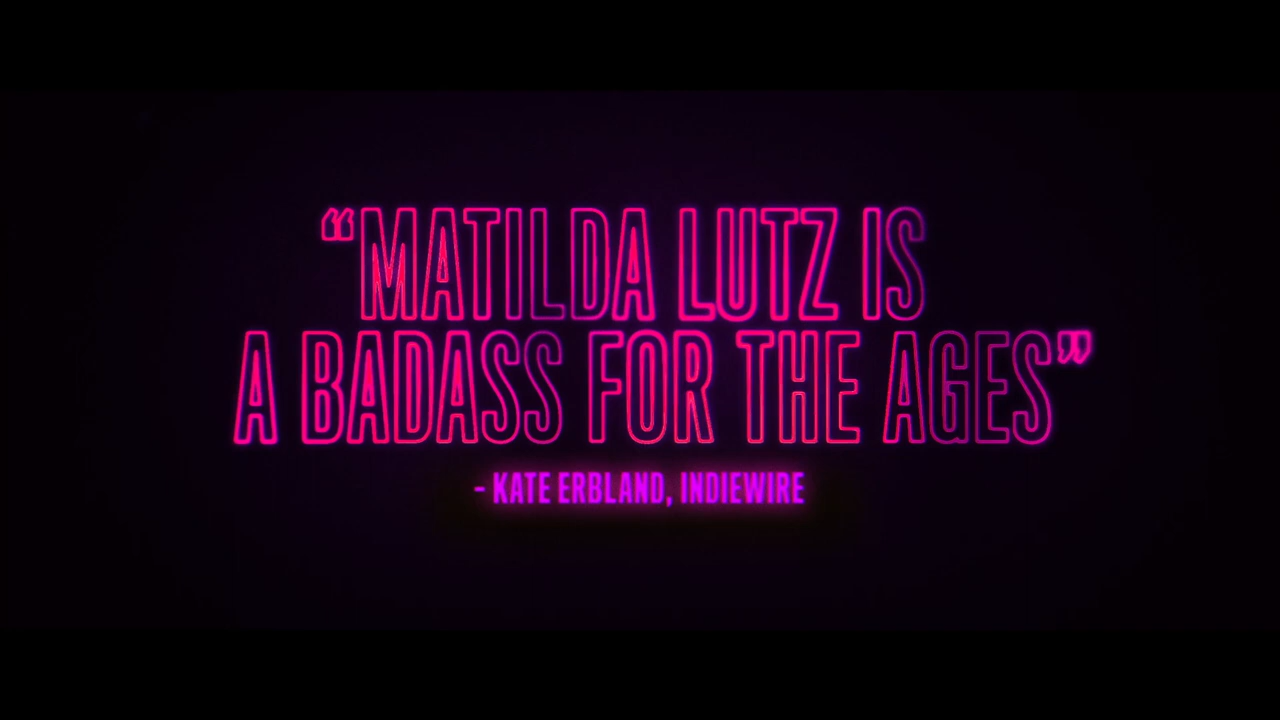 “MATILDA LUTZ IS
A BADASS FOR THE AGES”
- KATE ERBLAND, INDIEWIRE